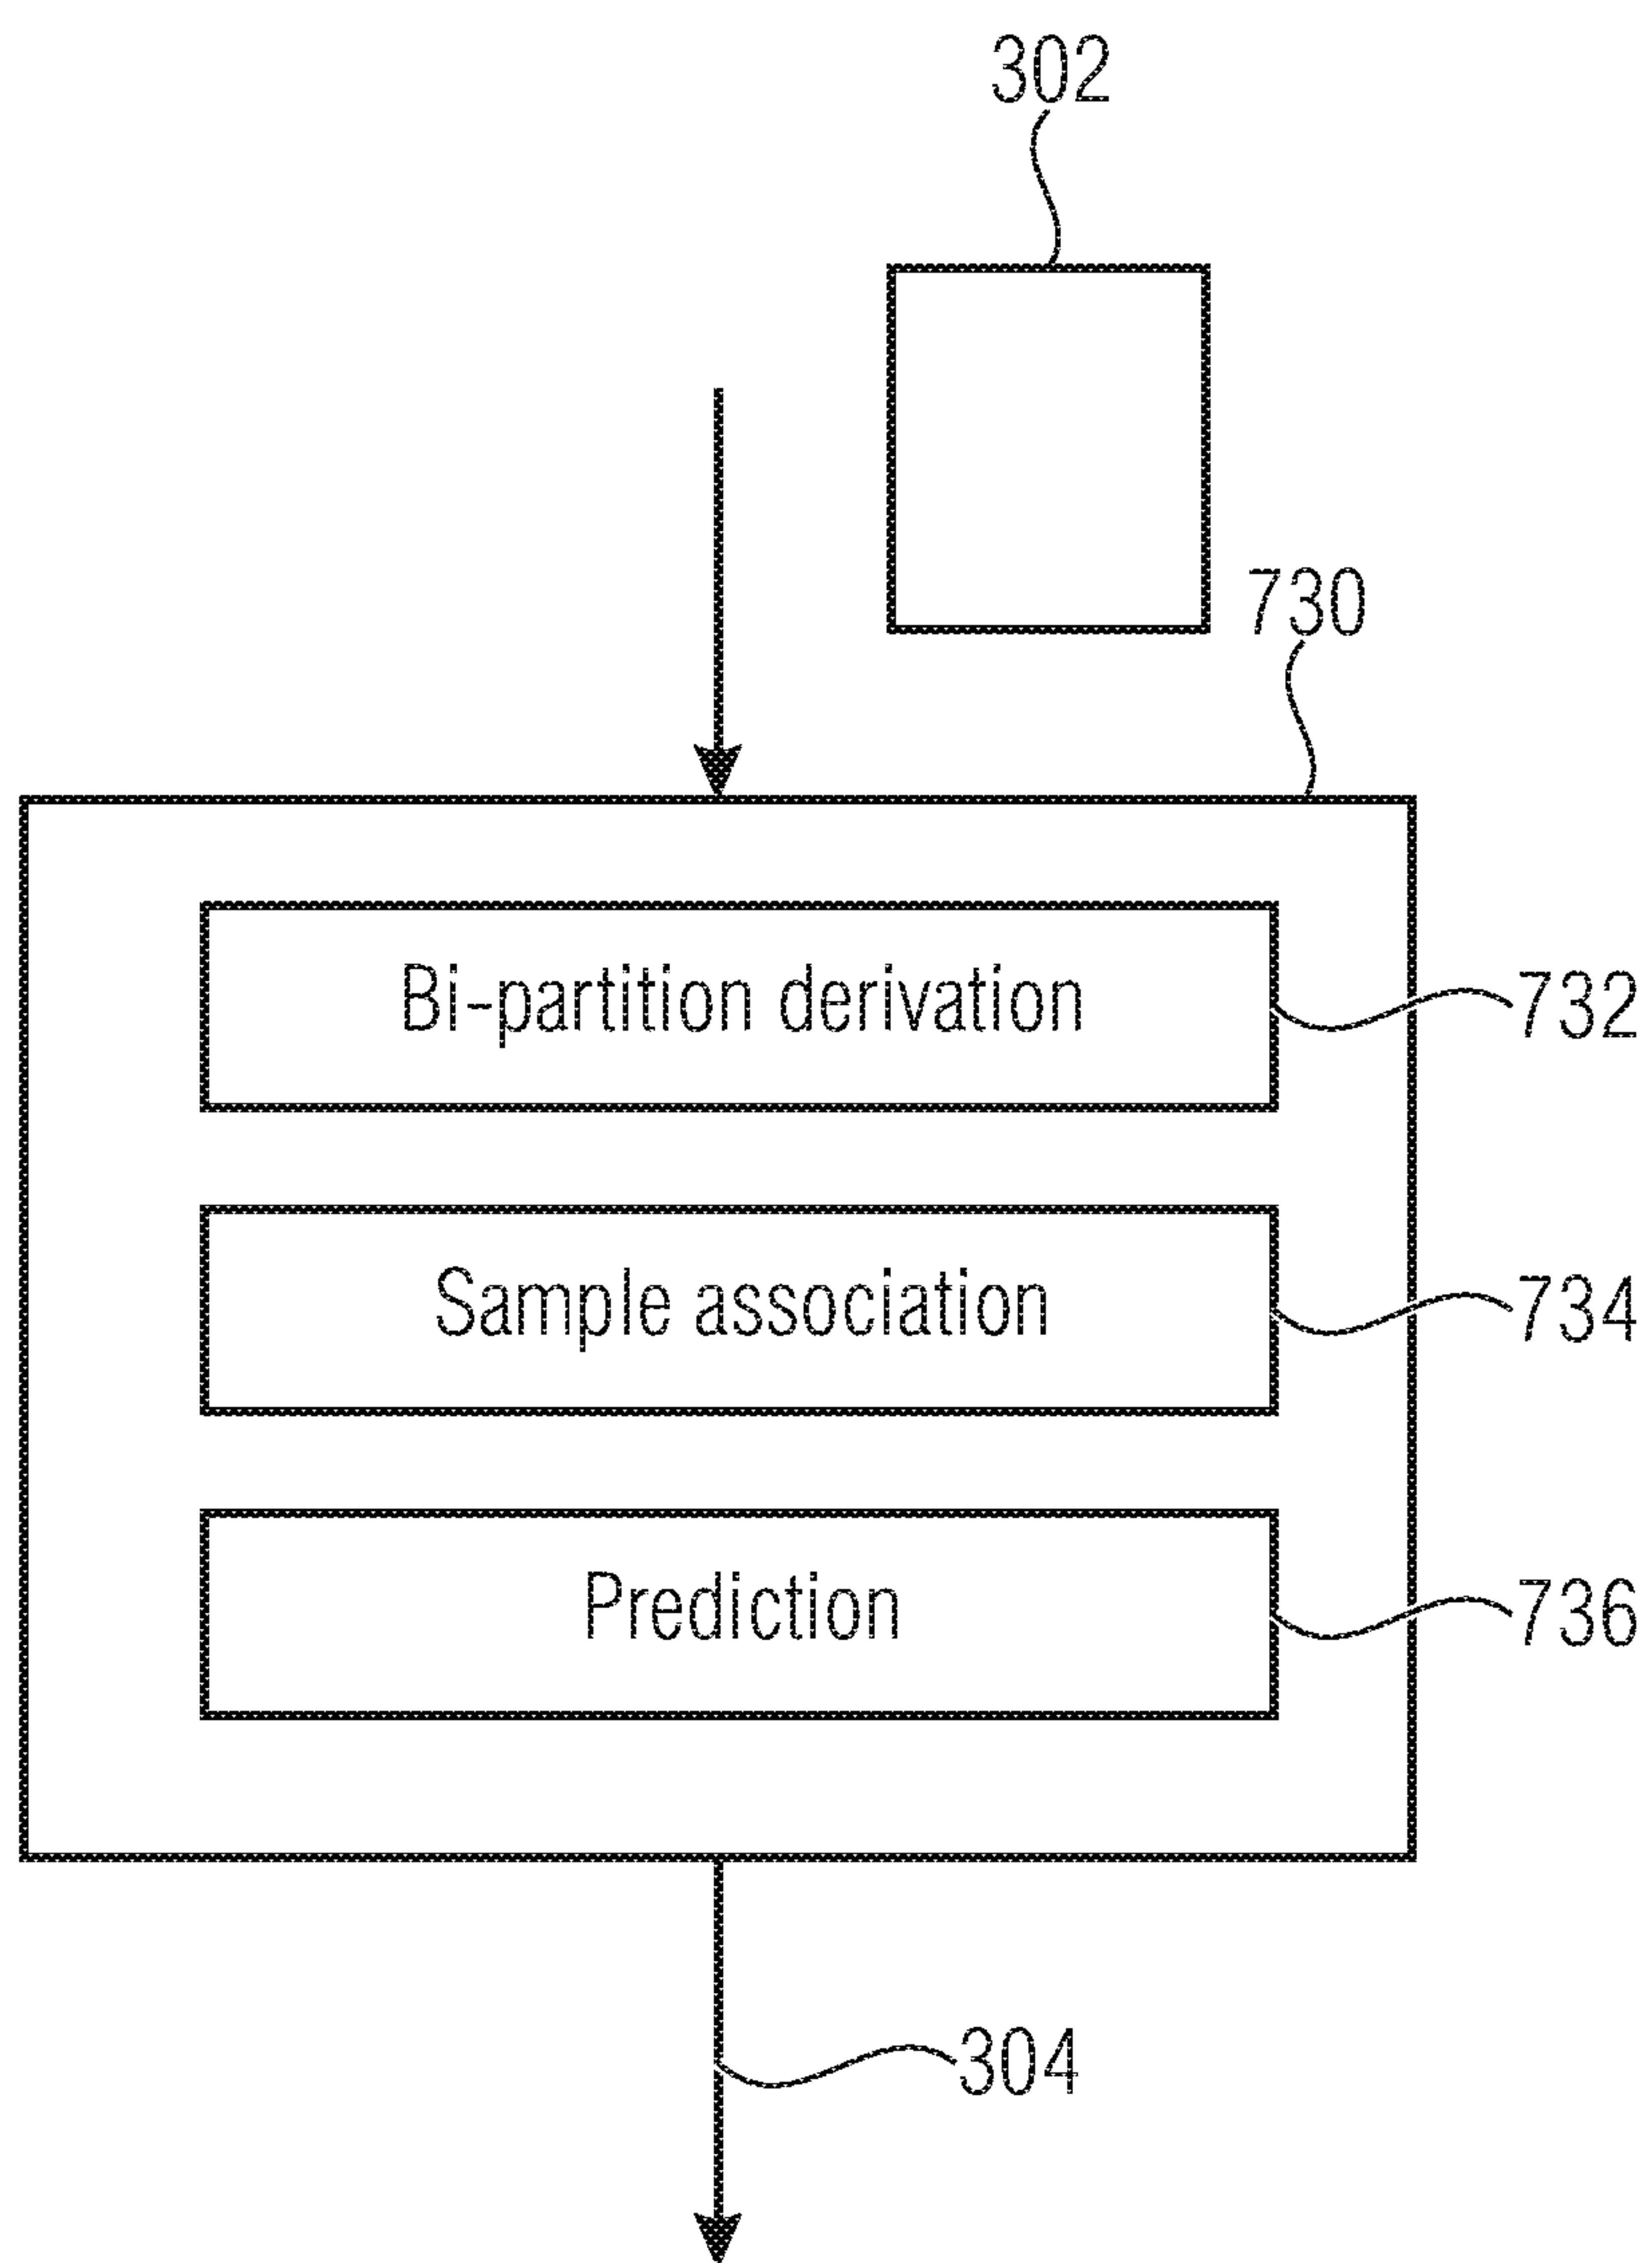 302
730
Bi-partition derivation
732
Sample association
734
Prediction
736
304